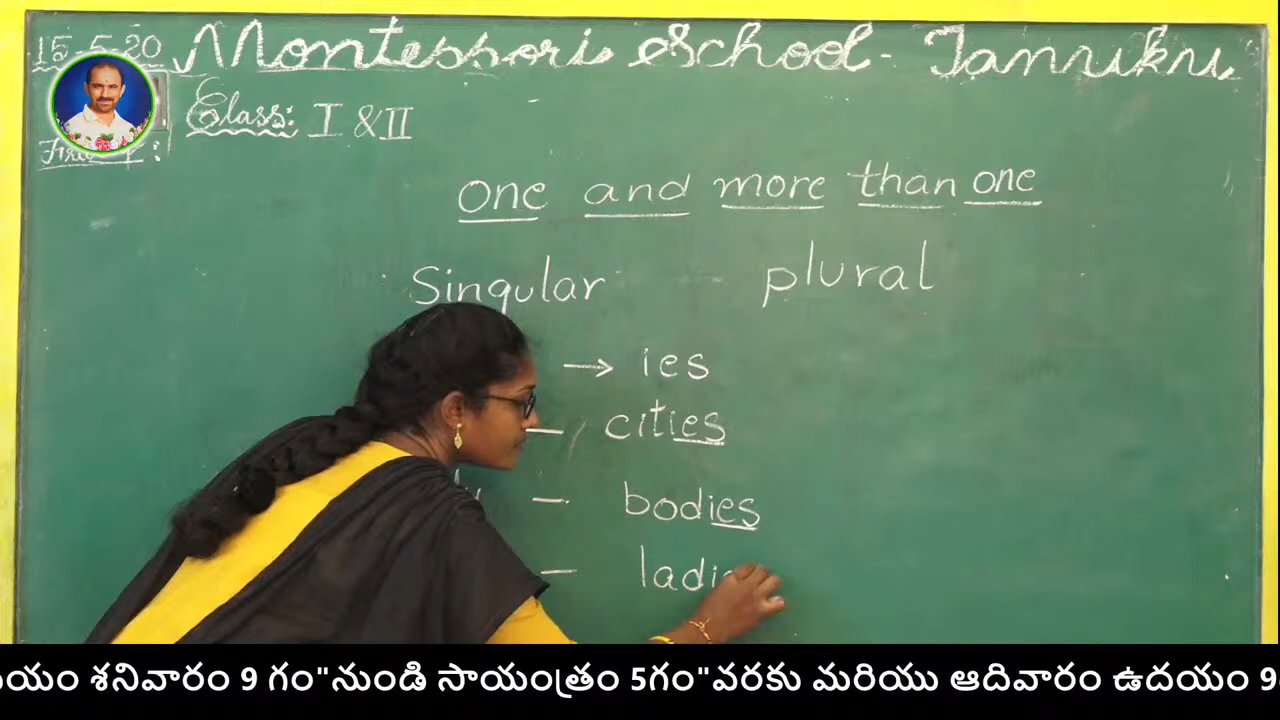 15-5-20 Montessori School- Tanuku
Class: I & II
one and more than one
Singular plural
→ ies
— cities
— bodies
— ladi
శనివారం 9 గం"నుండి సాయంత్రం 5గం"వరకు మరియు ఆదివారం ఉదయం 9